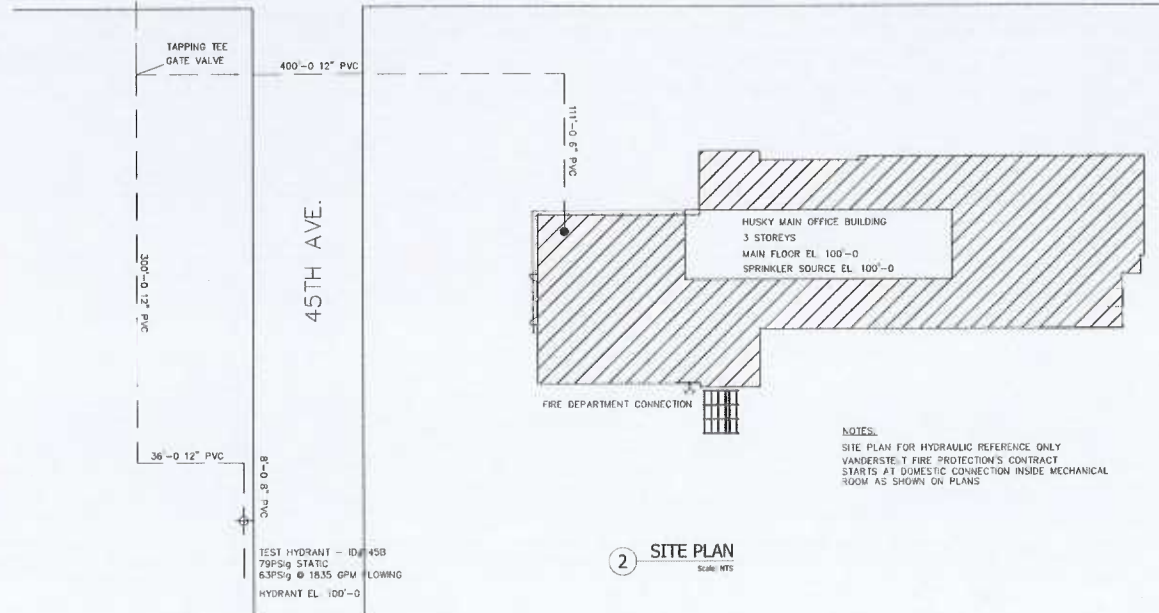 TAPPING TEE
GATE VALVE
400'-0 12" PVC
111'-0 6" PVC
45TH AVE.
300'-0 12" PVC
HUSKY MAIN OFFICE BUILDING
3 STOREYS
MAIN FLOOR EL 100'-0
SPRINKLER SOURCE EL 100'-0
FIRE DEPARTMENT CONNECTION
NOTES:
SITE PLAN FOR HYDRAULIC REFERENCE ONLY
VANDERSTE T FIRE PROTECTION'S CONTRACT
STARTS AT DOMESTIC CONNECTION INSIDE MECHANICAL
ROOM AS SHOWN ON PLANS
36'-0 12" PVC
8'-0 8" PVC
TEST HYDRANT - ID# 45B
79PSIg STATIC
63PSIg @ 1835 GPM FLOWING
HYDRANT EL 100'-0
2 SITE PLAN
Scale: NTS